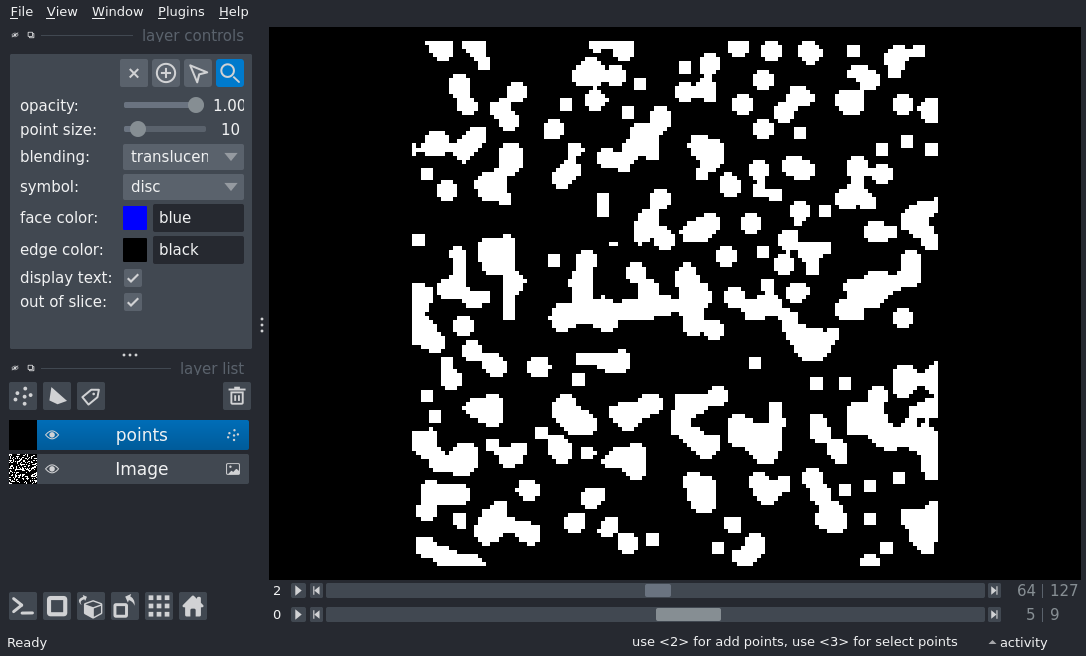 File View Window Plugins Help
layer controls
opacity: 1.00
point size: 10
blending: translucen
symbol: disc
face color: blue
edge color: black
display text:
out of slice:
layer list
points
Image
2 64 | 127
0 5 | 9
Ready use <2> for add points, use <3> for select points activity